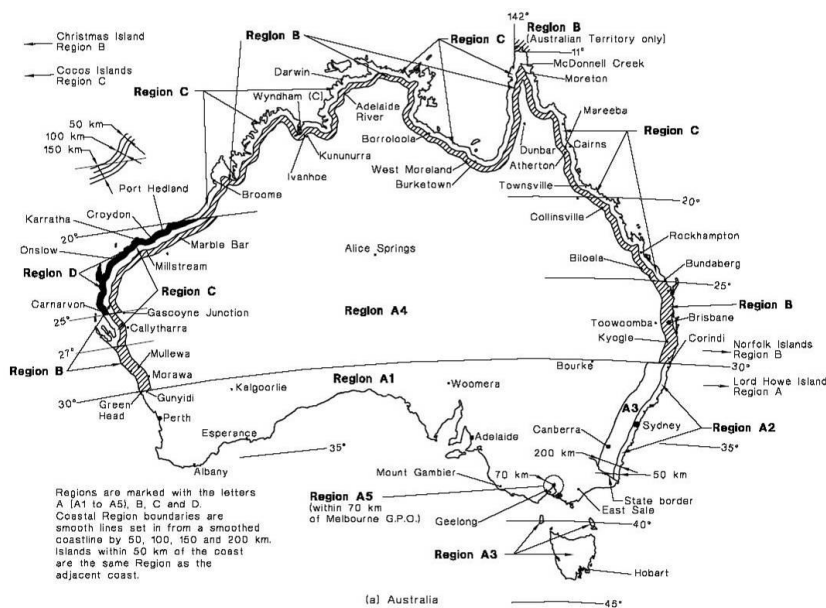 142°
Region B
(Australian Territory only)
11°
Christmas Island
Region B
Cocos Islands
Region C
Region B
Region C
McDonnell Creek
Moreton
Darwin
Region C
Wyndham (C)
Adelaide
River
Mareeba
50 km
100 km
150 km
Borroloola
Dunbar
Cairns
Region C
Kununurra
West Moreland
Atherton
Ivanhoe
Burketown
Townsville
Port Hedland
Broome
20°
Croydon
Collinsville
Karratha
20°
Marble Bar
Rockhampton
Onslow
Alice Springs
Millstream
Biloela
Bundaberg
Region D
Region C
25°
Carnarvon
Gascoyne Junction
Region A4
Region B
25°
Callytharra
Toowoomba
Brisbane
Kyogle
Corindi
27°
Norfolk Islands
Region B
Mullewa
Bourke
30°
Region B
Morawa
Region A1
Woomera
Lord Howe Island
Region A
Kalgoorlie
30°
Gunyidi
Green
Head
A3
Perth
Sydney
Region A2
Esperance
Adelaide
Canberra
35°
35°
200 km
Albany
Mount Gambier
70 km
50 km
Region A5
(within 70 km
of Melbourne G.P.O.)
State border
East Sale
Geelong
40°
Regions are marked with the letters
A (A1 to A5), B, C and D.
Coastal Region boundaries are
smooth lines set in from a smoothed
coastline by 50, 100, 150 and 200 km.
Islands within 50 km of the coast
are the same Region as the
adjacent coast.
Region A3
Hobart
(a) Australia
45°